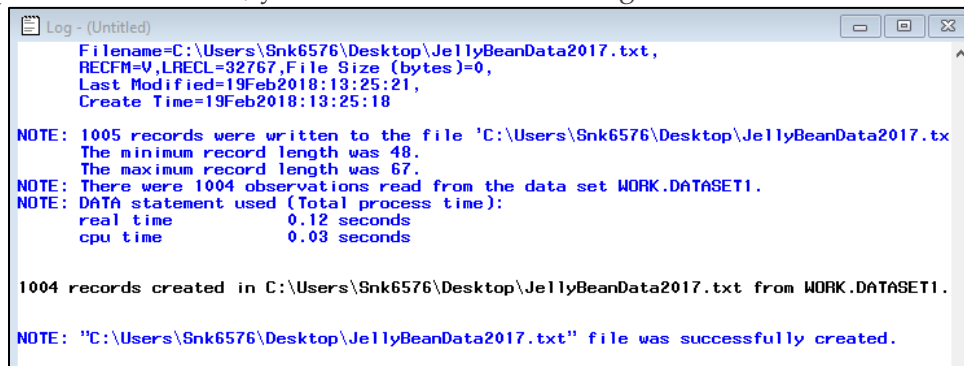 Log - (Untitled)
Filename=C:\Users\Snk6576\Desktop\JellyBeanData2017.txt,
RECFM=V,LRECL=32767,File Size (bytes)=0,
Last Modified=19Feb2018:13:25:21,
Create Time=19Feb2018:13:25:18
NOTE: 1005 records were written to the file 'C:\Users\Snk6576\Desktop\JellyBeanData2017.tx
The minimum record length was 48.
The maximum record length was 67.
NOTE: There were 1004 observations read from the data set WORK.DATASET1.
NOTE: DATA statement used (Total process time):
real time 0.12 seconds
cpu time 0.03 seconds
1004 records created in C:\Users\Snk6576\Desktop\JellyBeanData2017.txt from WORK.DATASET1.
NOTE: "C:\Users\Snk6576\Desktop\JellyBeanData2017.txt" file was successfully created.